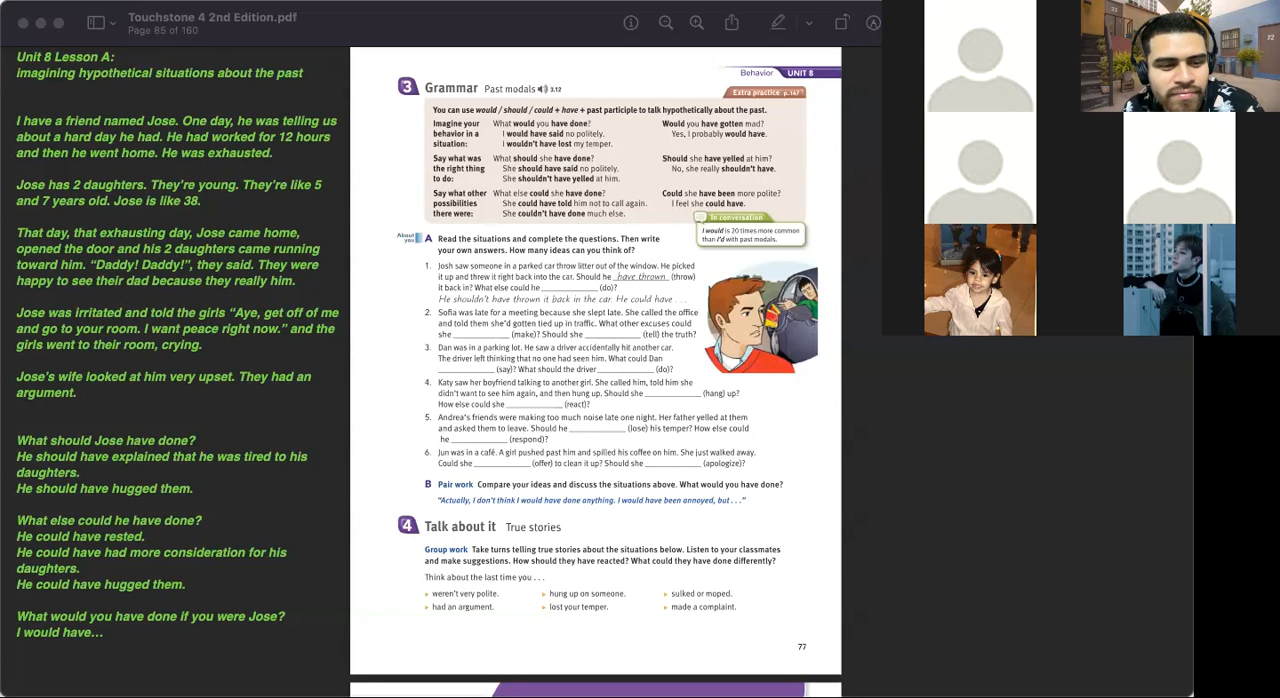 Touchstone 4 2nd Edition.pdf
Page 85 of 160
Unit 8 Lesson A:
imagining hypothetical situations about the past
I have a friend named Jose. One day, he was telling us
about a hard day he had. He had worked for 12 hours
and then he went home. He was exhausted.
Jose has 2 daughters. They're young. They're like 5
and 7 years old. Jose is like 38.
That day, that exhausting day, Jose came home,
opened the door and his 2 daughters came running
toward him. “Daddy! Daddy!”, they said. They were
happy to see their dad because they really him.
Jose was irritated and told the girls “Aye, get off of me
and go to your room. I want peace right now.” and the
girls went to their room, crying.
Jose's wife looked at him very upset. They had an
argument.
What should Jose have done?
He should have explained that he was tired to his
daughters.
He should have hugged them.
What else could he have done?
He could have rested.
He could have had more consideration for his
daughters.
He could have hugged them.
What would you have done if you were Jose?
I would have...
Behavior UNIT 8
3 Grammar Past modals 3.12
Extra practice p. 147
You can use would / should / could + have + past participle to talk hypothetically about the past.
Imagine your What would you have done? Would you have gotten mad?
behavior in a I would have said no politely. Yes, I probably would have.
situation: I wouldn't have lost my temper.
Say what was What should she have done? Should she have yelled at him?
the right thing She should have said no politely. No, she really shouldn't have.
to do: She shouldn't have yelled at him.
Say what other What else could she have done? Could she have been more polite?
possibilities She could have told him not to call again. I feel she could have.
there were: She couldn't have done much else.
In conversation
I would is 20 times more common
than I'd with past modals.
About you A Read the situations and complete the questions. Then write
your own answers. How many ideas can you think of?
1. Josh saw someone in a parked car throw litter out of the window. He picked
it up and threw it right back into the car. Should he have thrown (throw)
it back in? What else could he ____________ (do)?
He shouldn't have thrown it back in the car. He could have . . .
2. Sofia was late for a meeting because she slept late. She called the office
and told them she'd gotten tied up in traffic. What other excuses could
she ____________ (make)? Should she ____________ (tell) the truth?
3. Dan was in a parking lot. He saw a driver accidentally hit another car.
The driver left thinking that no one had seen him. What could Dan
____________ (say)? What should the driver ____________ (do)?
4. Katy saw her boyfriend talking to another girl. She called him, told him she
didn't want to see him again, and then hung up. Should she ____________ (hang) up?
How else could she ____________ (react)?
5. Andrea's friends were making too much noise late one night. Her father yelled at them
and asked them to leave. Should he ____________ (lose) his temper? How else could
he ____________ (respond)?
6. Jun was in a café. A girl pushed past him and spilled his coffee on him. She just walked away.
Could she ____________ (offer) to clean it up? Should she ____________ (apologize)?
B Pair work Compare your ideas and discuss the situations above. What would you have done?
“Actually, I don't think I would have done anything. I would have been annoyed, but . . .”
4 Talk about it True stories
Group work Take turns telling true stories about the situations below. Listen to your classmates
and make suggestions. How should they have reacted? What could they have done differently?
Think about the last time you . . .
▸ weren't very polite. ▸ hung up on someone. ▸ sulked or moped.
▸ had an argument. ▸ lost your temper. ▸ made a complaint.
77